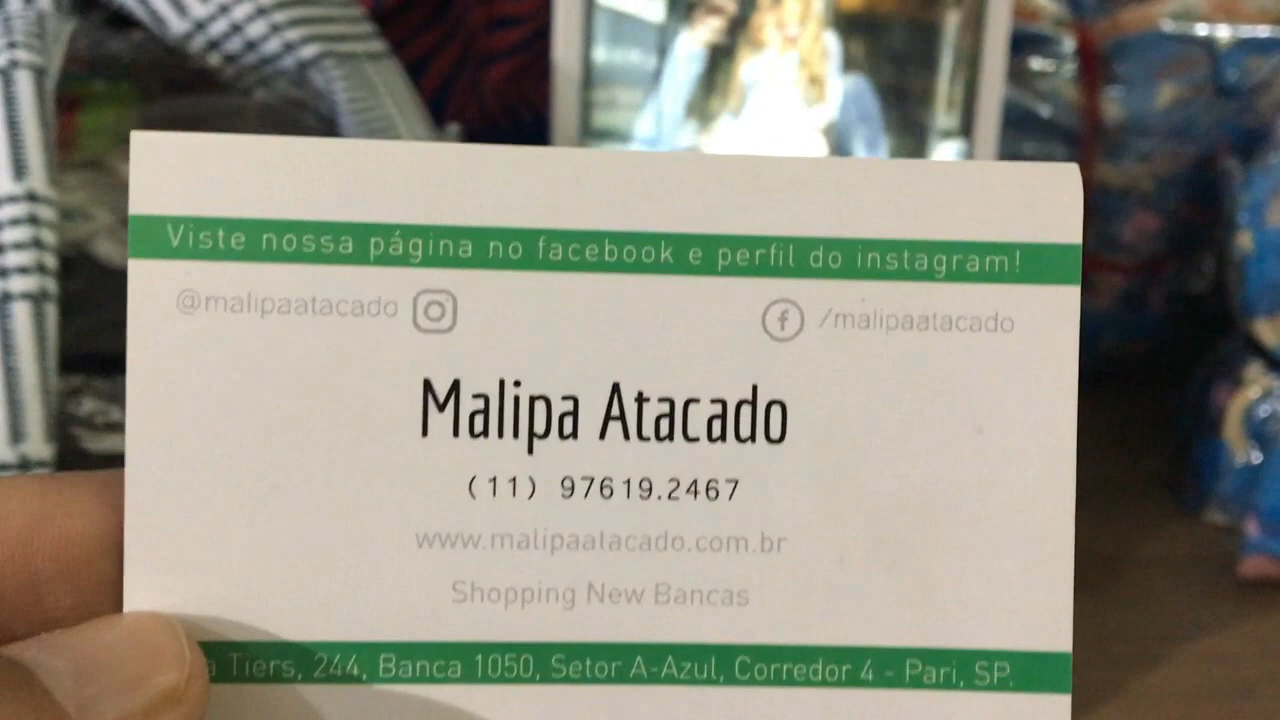 Viste nossa página no facebook e perfil do instagram!
@malipaatacado
/malipaatacado
Malipa Atacado
(11) 97619.2467
www.malipaatacado.com.br
Shopping New Bancas
Tiers, 244, Banca 1050, Setor A-Azul, Corredor 4 - Pari, SP.